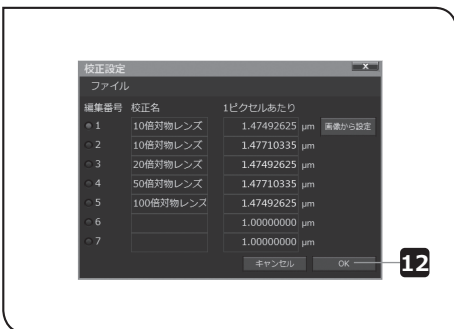 校正設定 x
ファイル
編集番号 校正名 1ピクセルあたり
1 10倍対物レンズ 1.47492625 μm 画像から設定
2 10倍対物レンズ 1.47710335 μm
3 20倍対物レンズ 1.47492625 μm
4 50倍対物レンズ 1.47710335 μm
5 100倍対物レンズ 1.47492625 μm
6 1.00000000 μm
7 1.00000000 μm
キャンセル OK 12